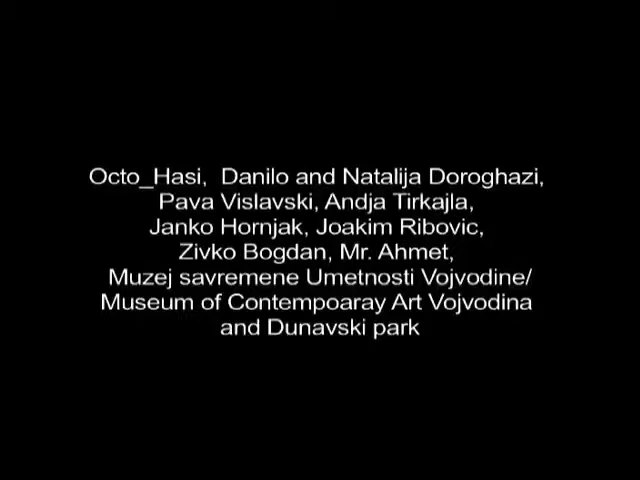 Octo_Hasi, Danilo and Natalija Doroghazi,
Pava Vislavski, Andja Tirkajla,
Janko Hornjak, Joakim Ribovic,
Zivko Bogdan, Mr. Ahmet,
Muzej savremene Umetnosti Vojvodine/
Museum of Contempoaray Art Vojvodina
and Dunavski park